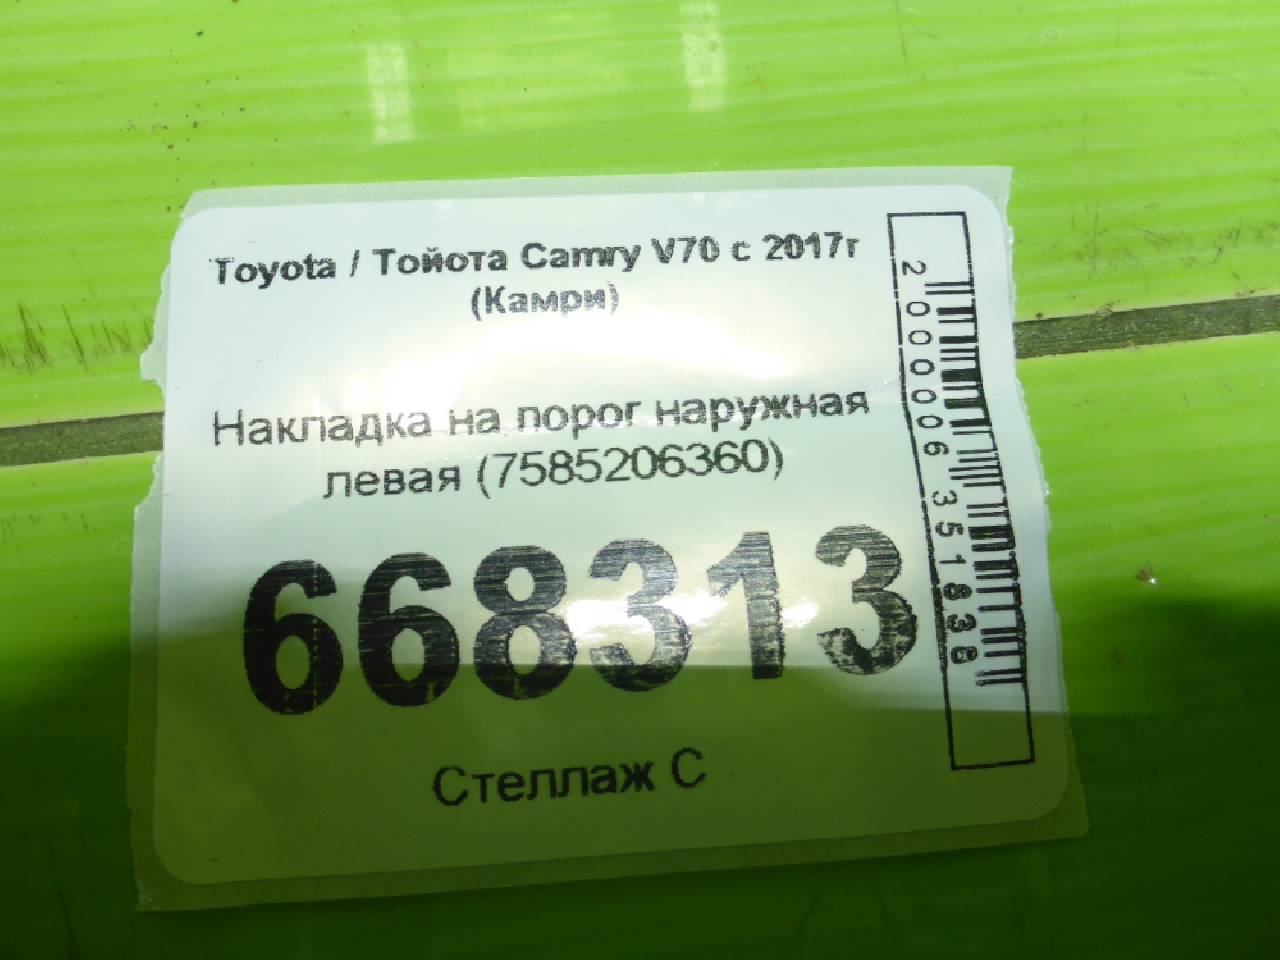 Toyota / Тойота Camry V70 с 2017г
(Камри)
Накладка на порог наружная
левая (7585206360)
668313
Стеллаж С
2000006351838